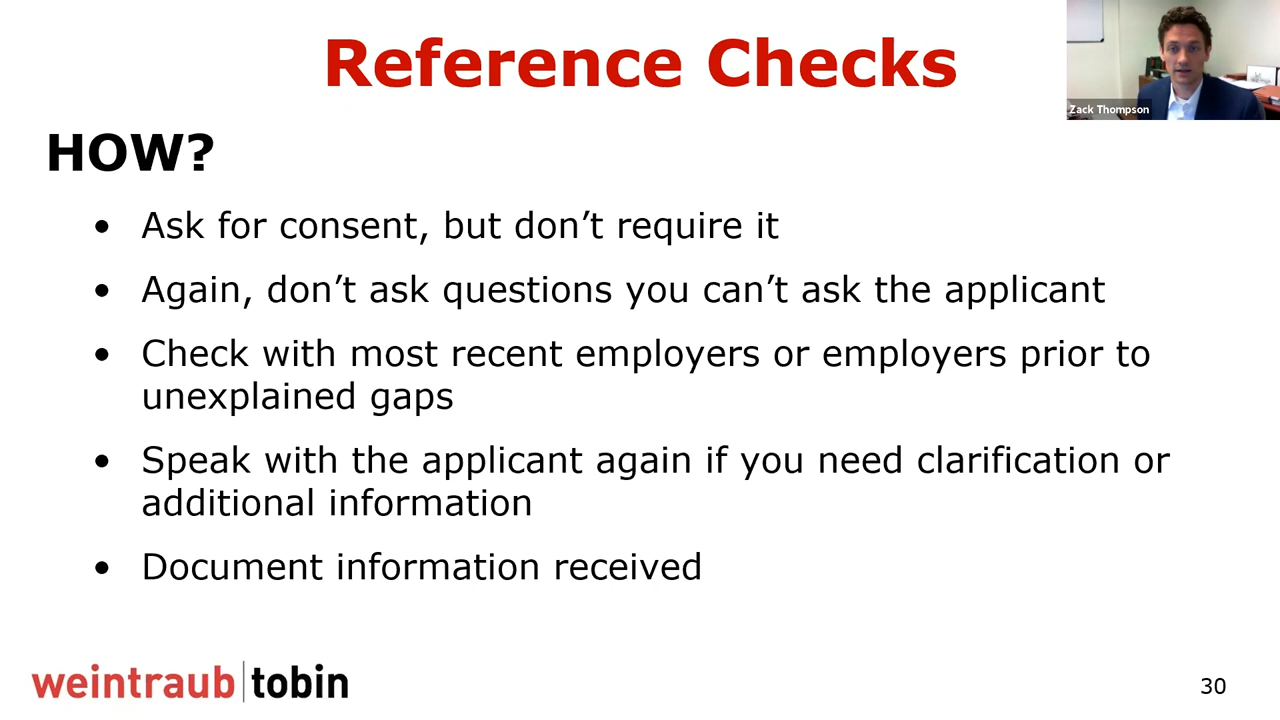 Reference Checks
Zack Thompson
HOW?
• Ask for consent, but don’t require it
• Again, don’t ask questions you can’t ask the applicant
• Check with most recent employers or employers prior to
unexplained gaps
• Speak with the applicant again if you need clarification or
additional information
• Document information received
weintraub | tobin
30